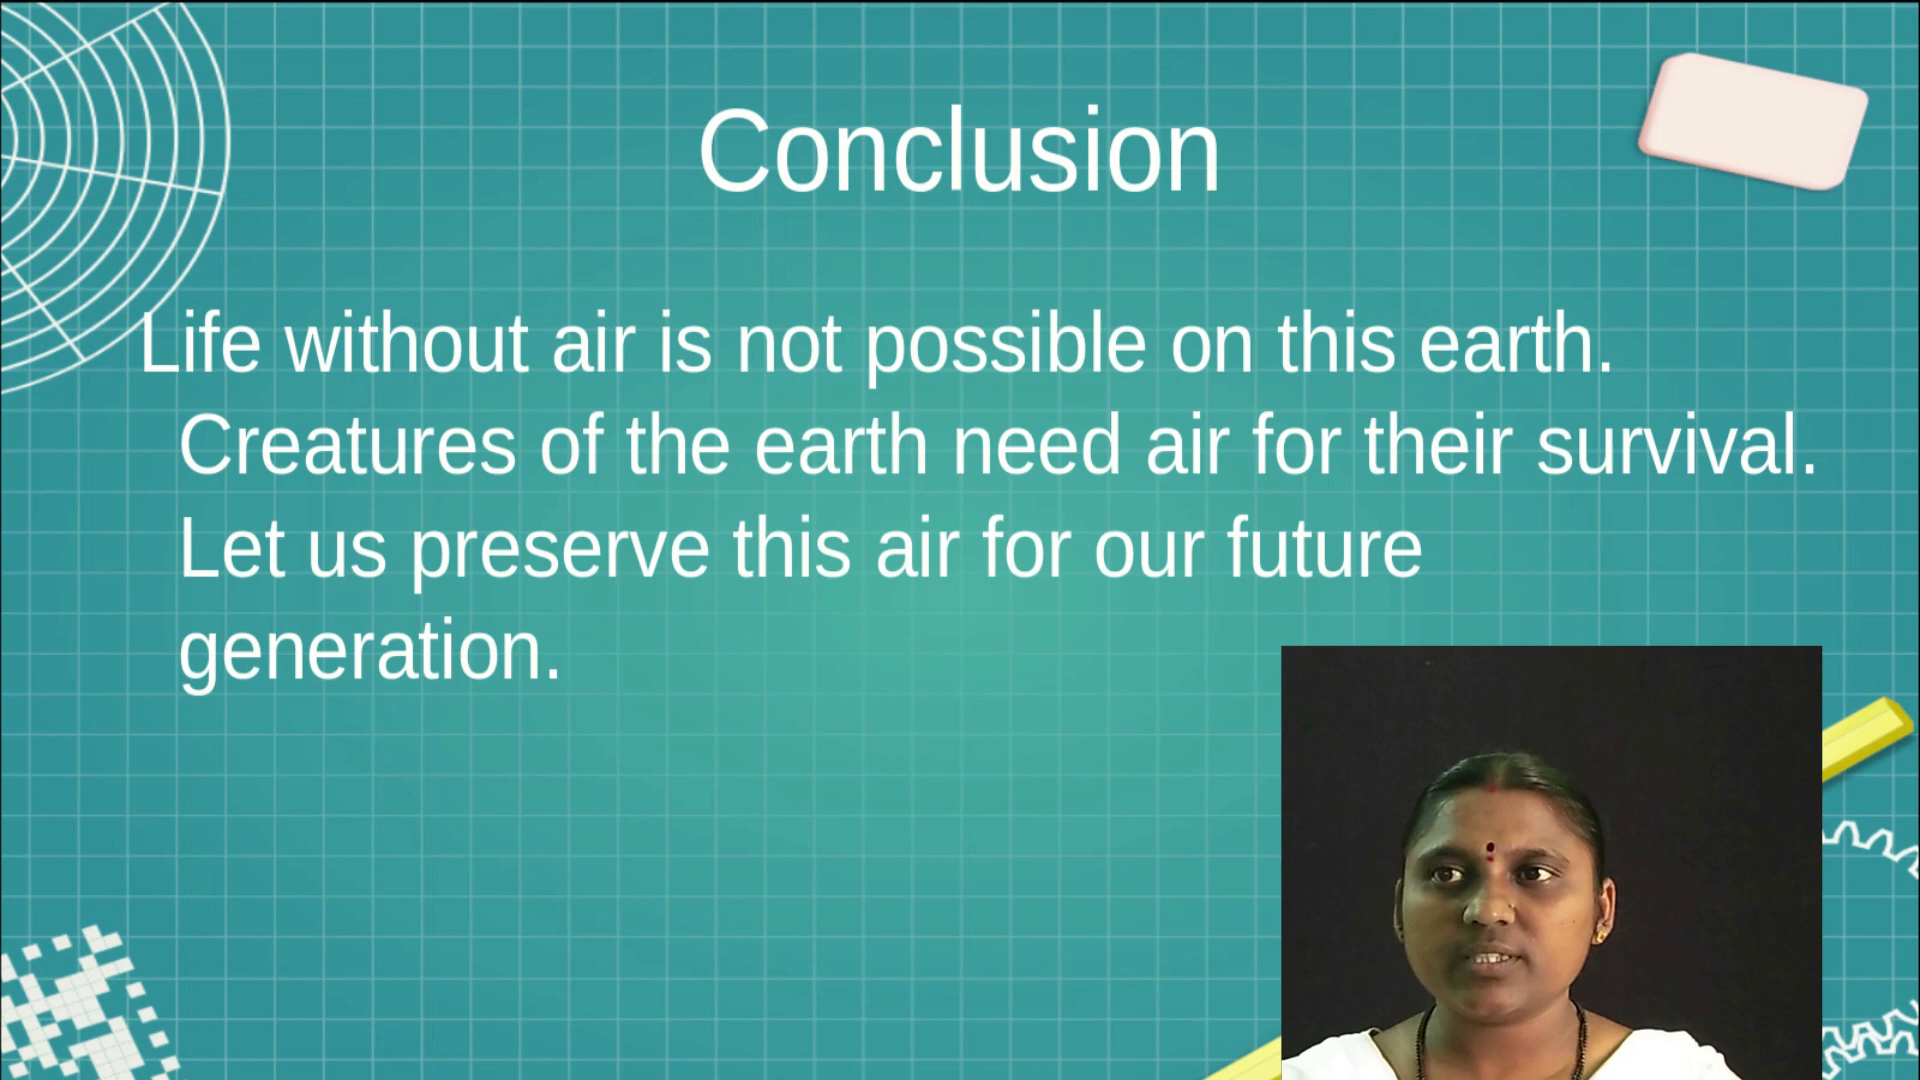 Conclusion
Life without air is not possible on this earth.
Creatures of the earth need air for their survival.
Let us preserve this air for our future
generation.